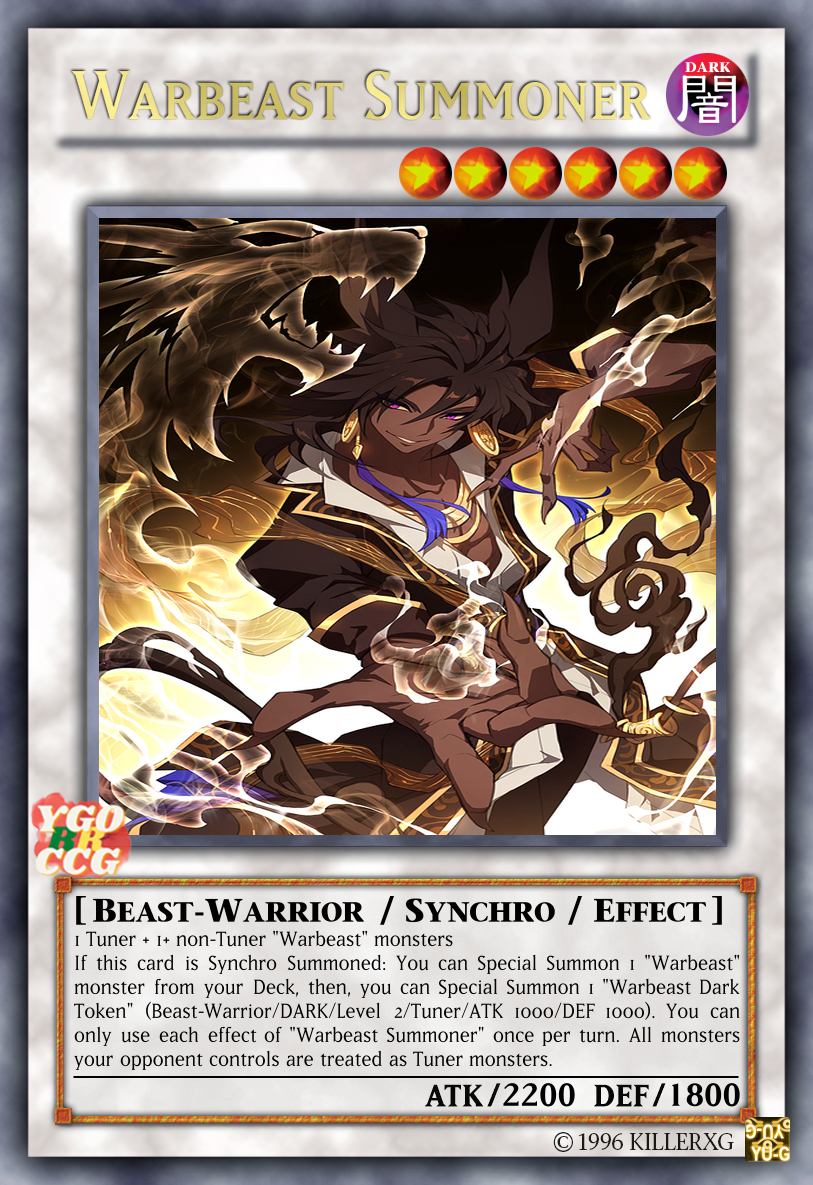 WARBEAST SUMMONER
DARK
闇
YGO
RR
CCG
[ BEAST-WARRIOR / SYNCHRO / EFFECT ]
1 Tuner + 1+ non-Tuner "Warbeast" monsters
If this card is Synchro Summoned: You can Special Summon 1 "Warbeast"
monster from your Deck, then, you can Special Summon 1 "Warbeast Dark
Token" (Beast-Warrior/DARK/Level 2/Tuner/ATK 1000/DEF 1000). You can
only use each effect of "Warbeast Summoner" once per turn. All monsters
your opponent controls are treated as Tuner monsters.
ATK/2200 DEF/1800
© 1996 KILLERXG
YU-G